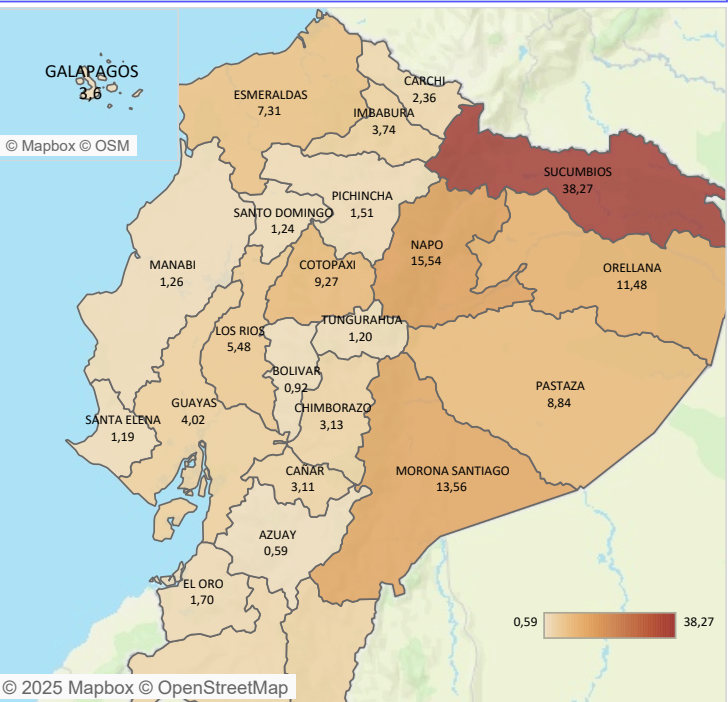 GALAPAGOS
3,6
© Mapbox © OSM
CARCHI
2,36
ESMERALDAS
7,31
IMBABURA
3,74
SUCUMBIOS
38,27
PICHINCHA
1,51
SANTO DOMINGO
1,24
NAPO
15,54
MANABI
1,26
COTOPAXI
9,27
ORELLANA
11,48
TUNGURAHUA
1,20
LOS RIOS
5,48
BOLIVAR
0,92
PASTAZA
8,84
GUAYAS
4,02
CHIMBORAZO
3,13
SANTA ELENA
1,19
CAÑAR
3,11
MORONA SANTIAGO
13,56
AZUAY
0,59
EL ORO
1,70
0,59
38,27
© 2025 Mapbox © OpenStreetMap